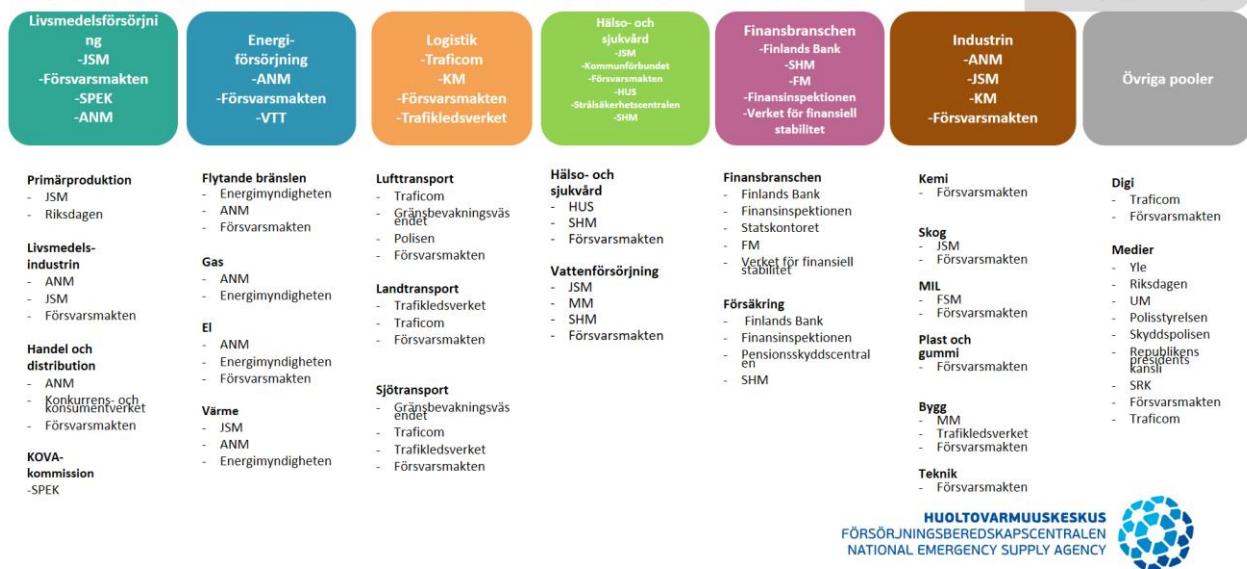 Livsmedelsförsörjni
ng
-JSM
-Försvarsmakten
-SPEK
-ANM
Energi-
försörjning
-ANM
-Försvarsmakten
-VTT
Logistik
-Traficom
-KM
-Försvarsmakten
-Trafikledsverket
Hälso- och
sjukvård
-JSM
-Kommunförbundet
-Försvarsmakten
-HUS
-Strålsäkerhetscentralen
-SHM
Finansbranschen
-Finlands Bank
-SHM
-FM
-Finansinspektionen
-Verket för finansiell
stabilitet
Industrin
-ANM
-JSM
-KM
-Försvarsmakten
Övriga pooler
Primärproduktion
- JSM
- Riksdagen
Livsmedels-
industrin
- ANM
- JSM
- Försvarsmakten
Handel och
distribution
- ANM
- Konkurrens- och
konsumentverket
- Försvarsmakten
KOVA-
kommission
-SPEK
Flytande bränslen
- Energimyndigheten
- ANM
- Försvarsmakten
Gas
- ANM
- Energimyndigheten
El
- ANM
- Energimyndigheten
- Försvarsmakten
Värme
- JSM
- ANM
- Energimyndigheten
Lufttransport
- Traficom
- Gränsbevakningsväs
endet
- Polisen
- Försvarsmakten
Landtransport
- Trafikledsverket
- Traficom
- Försvarsmakten
Sjötransport
- Gränsbevakningsväs
endet
- Traficom
- Trafikledsverket
- Försvarsmakten
Hälso- och
sjukvård
- HUS
- SHM
- Försvarsmakten
Vattenförsörjning
- JSM
- MM
- SHM
- Försvarsmakten
Finansbranschen
- Finlands Bank
- Finansinspektionen
- Statskontoret
- FM
- Verket för finansiell
stabilitet
Försäkring
- Finlands Bank
- Finansinspektionen
- Pensionsskyddscentral
en
- SHM
Kemi
- Försvarsmakten
Skog
- JSM
- Försvarsmakten
MIL
- FSM
- Försvarsmakten
Plast och
gummi
- Försvarsmakten
Bygg
- MM
- Trafikledsverket
- Försvarsmakten
Teknik
- Försvarsmakten
Digi
- Traficom
- Försvarsmakten
Medier
- Yle
- Riksdagen
- UM
- Polisstyrelsen
- Skyddspolisen
- Republikens
presidents
kansli
- SRK
- Försvarsmakten
- Traficom
HUOLTOVARMUUSKESKUS
FÖRSÖRJNINGSBEREDSKAPSCENTRALEN
NATIONAL EMERGENCY SUPPLY AGENCY